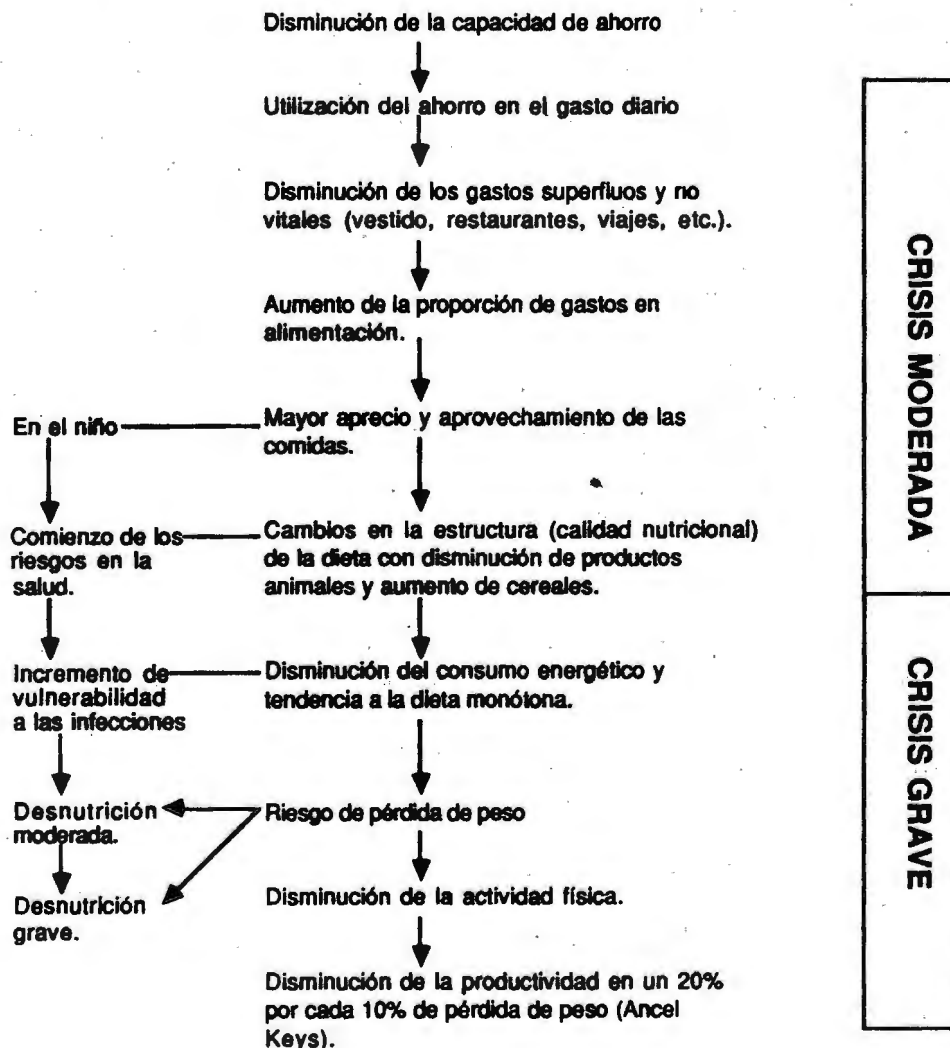 Disminución de la capacidad de ahorro
Utilización del ahorro en el gasto diario
Disminución de los gastos superfluos y no
vitales (vestido, restaurantes, viajes, etc.).
Aumento de la proporción de gastos en
alimentación.
En el niño
Mayor aprecio y aprovechamiento de las
comidas.
Comienzo de los
riesgos en la
salud.
Cambios en la estructura (calidad nutricional)
de la dieta con disminución de productos
animales y aumento de cereales.
Incremento de
vulnerabilidad
a las infecciones
Disminución del consumo energético y
tendencia a la dieta monótona.
Desnutrición
moderada.
Riesgo de pérdida de peso
Desnutrición
grave.
Disminución de la actividad física.
Disminución de la productividad en un 20%
por cada 10% de pérdida de peso (Ancel
Keys).
CRISIS MODERADA
CRISIS GRAVE